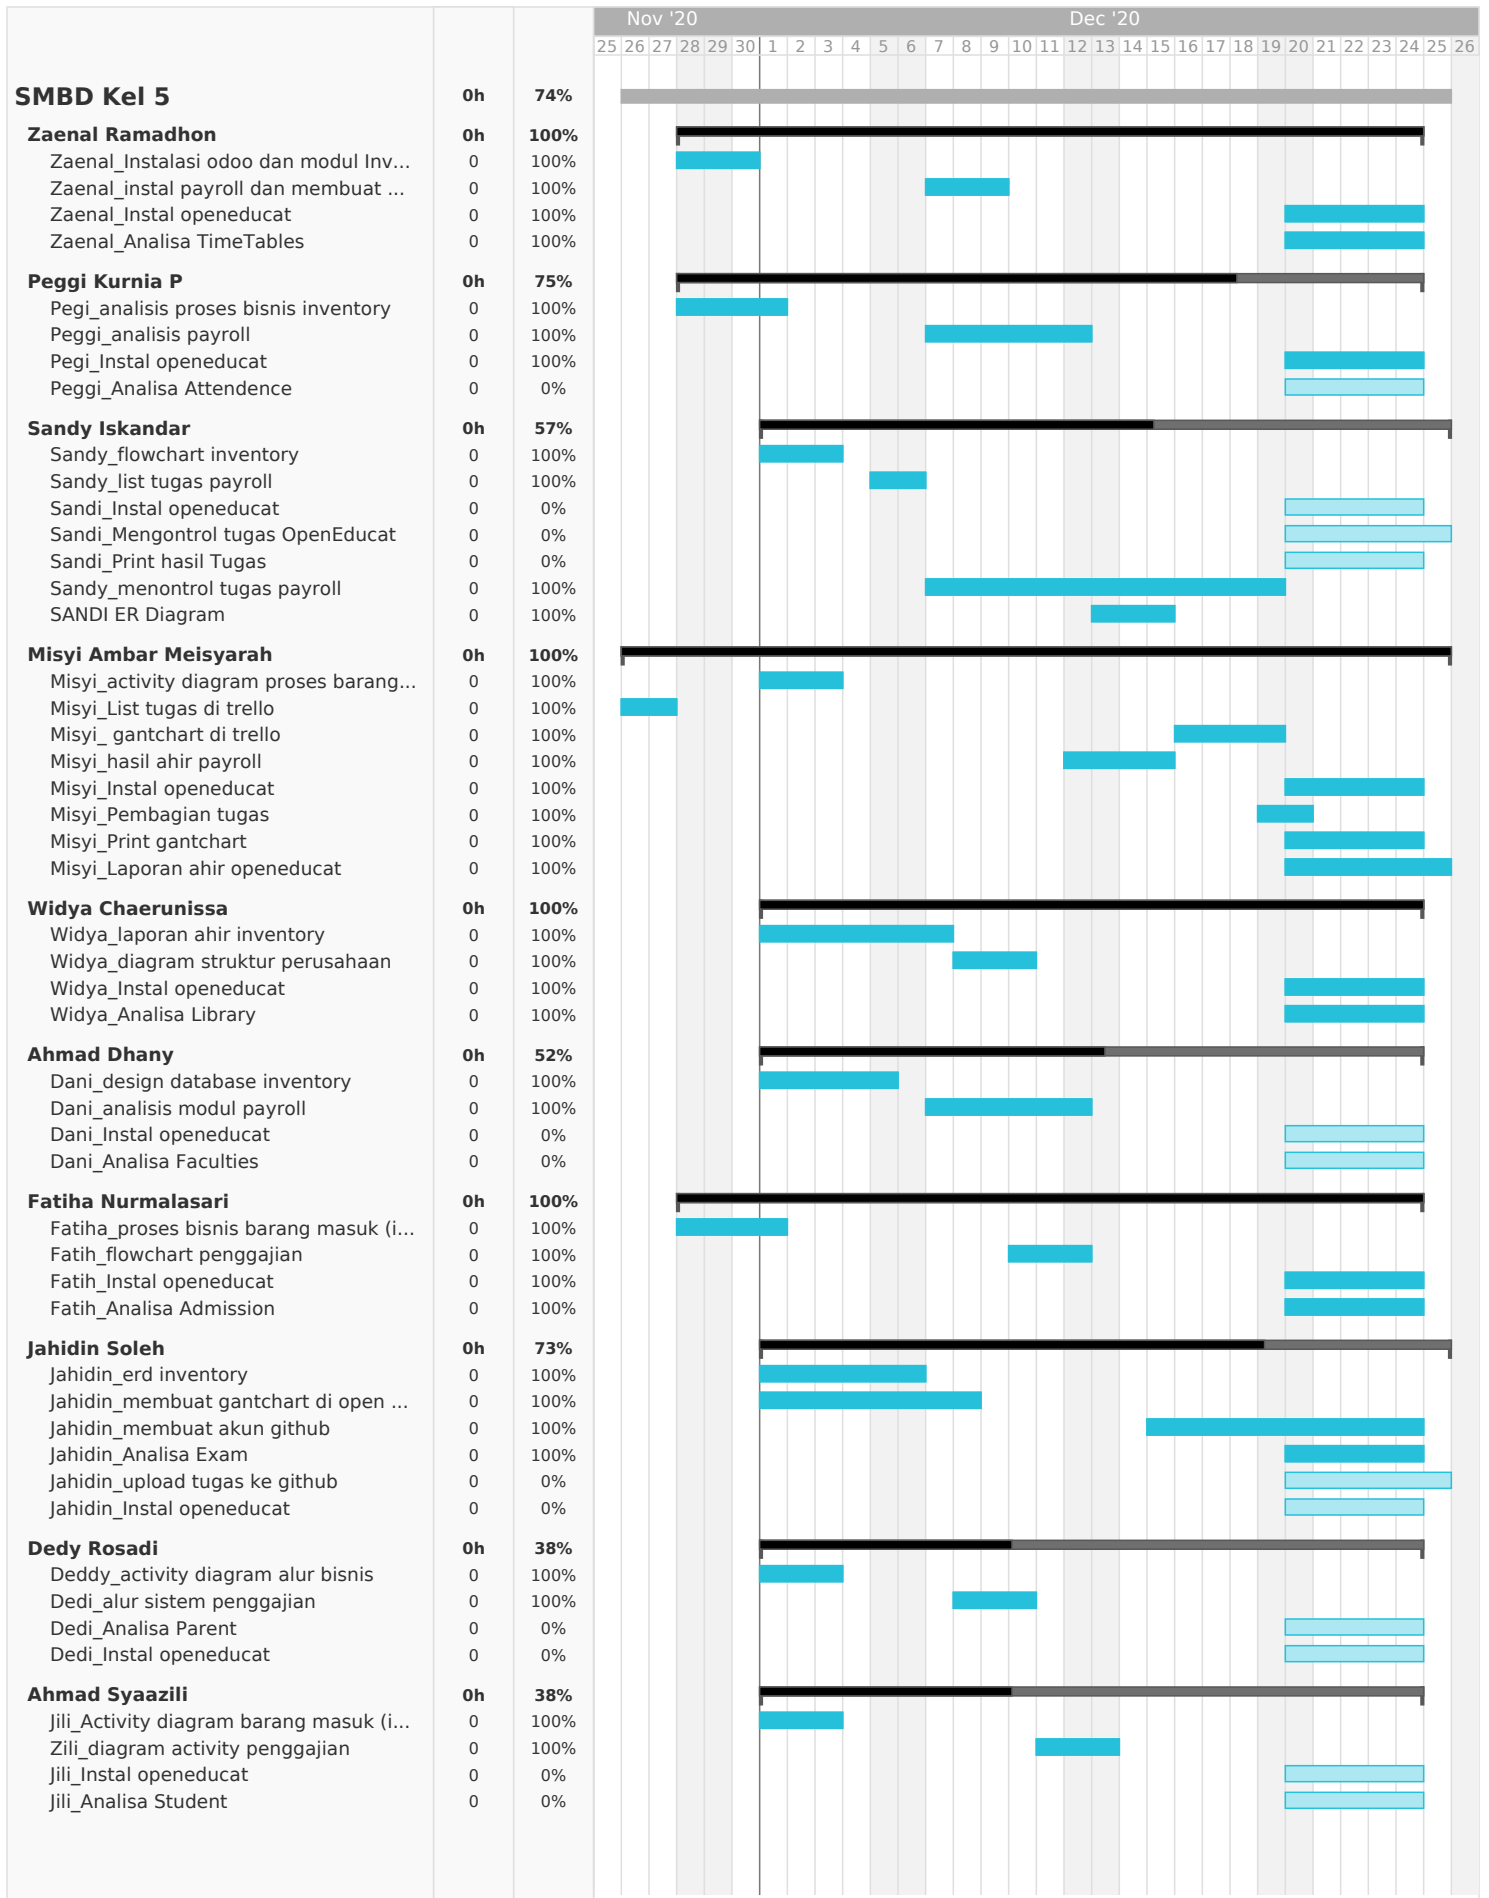 Nov '20 Dec '20
25 26 27 28 29 30 1 2 3 4 5 6 7 8 9 10 11 12 13 14 15 16 17 18 19 20 21 22 23 24 25 26
SMBD Kel 5 0h 74%
Zaenal Ramadhon 0h 100%
Zaenal_Instalasi odoo dan modul Inv... 0 100%
Zaenal_instal payroll dan membuat ... 0 100%
Zaenal_Instal openeducat 0 100%
Zaenal_Analisa TimeTables 0 100%
Peggi Kurnia P 0h 75%
Pegi_analisis proses bisnis inventory 0 100%
Peggi_analisis payroll 0 100%
Pegi_Instal openeducat 0 100%
Peggi_Analisa Attendence 0 0%
Sandy Iskandar 0h 57%
Sandy_flowchart inventory 0 100%
Sandy_list tugas payroll 0 100%
Sandi_Instal openeducat 0 0%
Sandi_Mengontrol tugas OpenEducat 0 0%
Sandi_Print hasil Tugas 0 0%
Sandy_menontrol tugas payroll 0 100%
SANDI ER Diagram 0 100%
Misyi Ambar Meisyarah 0h 100%
Misyi_activity diagram proses barang... 0 100%
Misyi_List tugas di trello 0 100%
Misyi_ gantchart di trello 0 100%
Misyi_hasil ahir payroll 0 100%
Misyi_Instal openeducat 0 100%
Misyi_Pembagian tugas 0 100%
Misyi_Print gantchart 0 100%
Misyi_Laporan ahir openeducat 0 100%
Widya Chaerunissa 0h 100%
Widya_laporan ahir inventory 0 100%
Widya_diagram struktur perusahaan 0 100%
Widya_Instal openeducat 0 100%
Widya_Analisa Library 0 100%
Ahmad Dhany 0h 52%
Dani_design database inventory 0 100%
Dani_analisis modul payroll 0 100%
Dani_Instal openeducat 0 0%
Dani_Analisa Faculties 0 0%
Fatiha Nurmalasari 0h 100%
Fatiha_proses bisnis barang masuk (i... 0 100%
Fatih_flowchart penggajian 0 100%
Fatih_Instal openeducat 0 100%
Fatih_Analisa Admission 0 100%
Jahidin Soleh 0h 73%
Jahidin_erd inventory 0 100%
Jahidin_membuat gantchart di open ... 0 100%
Jahidin_membuat akun github 0 100%
Jahidin_Analisa Exam 0 100%
Jahidin_upload tugas ke github 0 0%
Jahidin_Instal openeducat 0 0%
Dedy Rosadi 0h 38%
Deddy_activity diagram alur bisnis 0 100%
Dedi_alur sistem penggajian 0 100%
Dedi_Analisa Parent 0 0%
Dedi_Instal openeducat 0 0%
Ahmad Syaazili 0h 38%
Jili_Activity diagram barang masuk (i... 0 100%
Zili_diagram activity penggajian 0 100%
Jili_Instal openeducat 0 0%
Jili_Analisa Student 0 0%